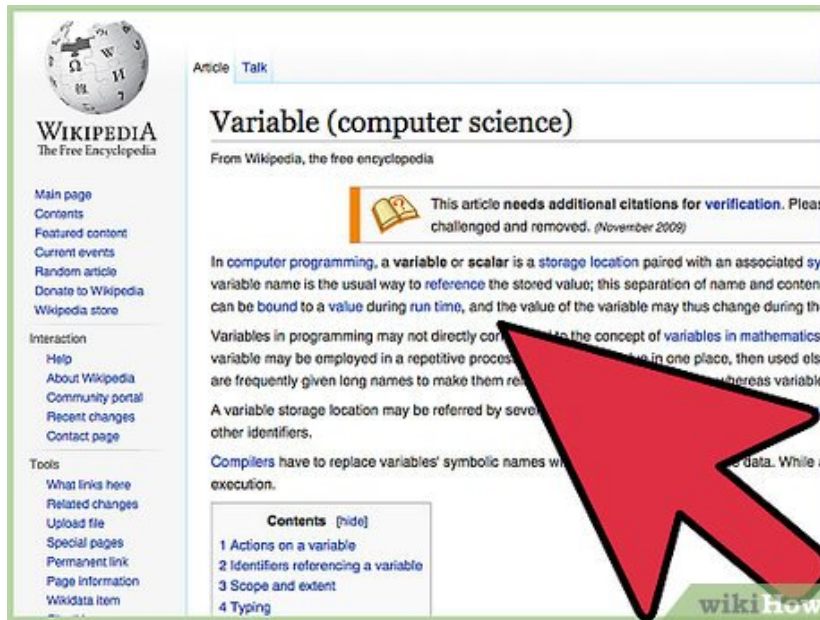 WIKIPEDIA
The Free Encyclopedia
Main page
Contents
Featured content
Current events
Random article
Donate to Wikipedia
Wikipedia store
Interaction
Help
About Wikipedia
Community portal
Recent changes
Contact page
Tools
What links here
Related changes
Upload file
Special pages
Permanent link
Page information
Wikidata item
Article Talk
Variable (computer science)
From Wikipedia, the free encyclopedia
This article needs additional citations for verification.
challenged and removed. (November 2009)
In computer programming, a variable or scalar is a storage location paired with an associated
variable name is the usual way to reference the stored value; this separation of name and
can be bound to a value during run time, and the value of the variable may thus change during
Variables in programming may not directly to the concept of variables in mathematics
variable may be employed in a repetitive in one place, then used
are frequently given long names to make them whereas
A variable storage location may be referred by
other identifiers.
Compilers have to replace variables' symbolic names data. While
execution.
Contents [hide]
1 Actions on a variable
2 Identifiers referencing a variable
3 Scope and extent
4 Typing
wikiHow